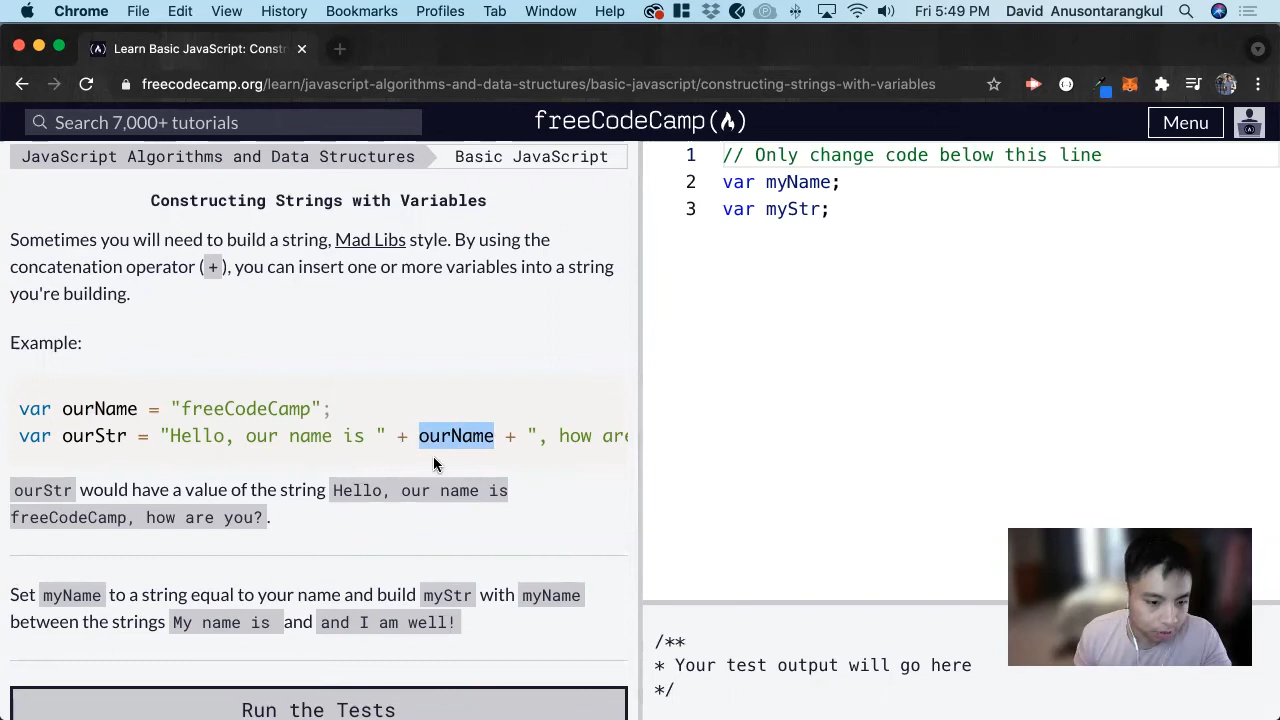 Chrome File Edit View History Bookmarks Profiles Tab Window Help Fri 5:49 PM David Anusontarangkul
Learn Basic JavaScript: Constr
freecodecamp.org/learn/javascript-algorithms-and-data-structures/basic-javascript/constructing-strings-with-variables
Search 7,000+ tutorials
freeCodeCamp
Menu
JavaScript Algorithms and Data Structures Basic JavaScript
Constructing Strings with Variables
Sometimes you will need to build a string, Mad Libs style. By using the
concatenation operator (+), you can insert one or more variables into a string
you're building.
Example:
var ourName = "freeCodeCamp";
var ourStr = "Hello, our name is " + ourName + ", how are
ourStr would have a value of the string Hello, our name is
freeCodeCamp, how are you?.
Set myName to a string equal to your name and build myStr with myName
between the strings My name is and and I am well!
Run the Tests
1 // Only change code below this line
2 var myName;
3 var myStr;
/**
* Your test output will go here
*/